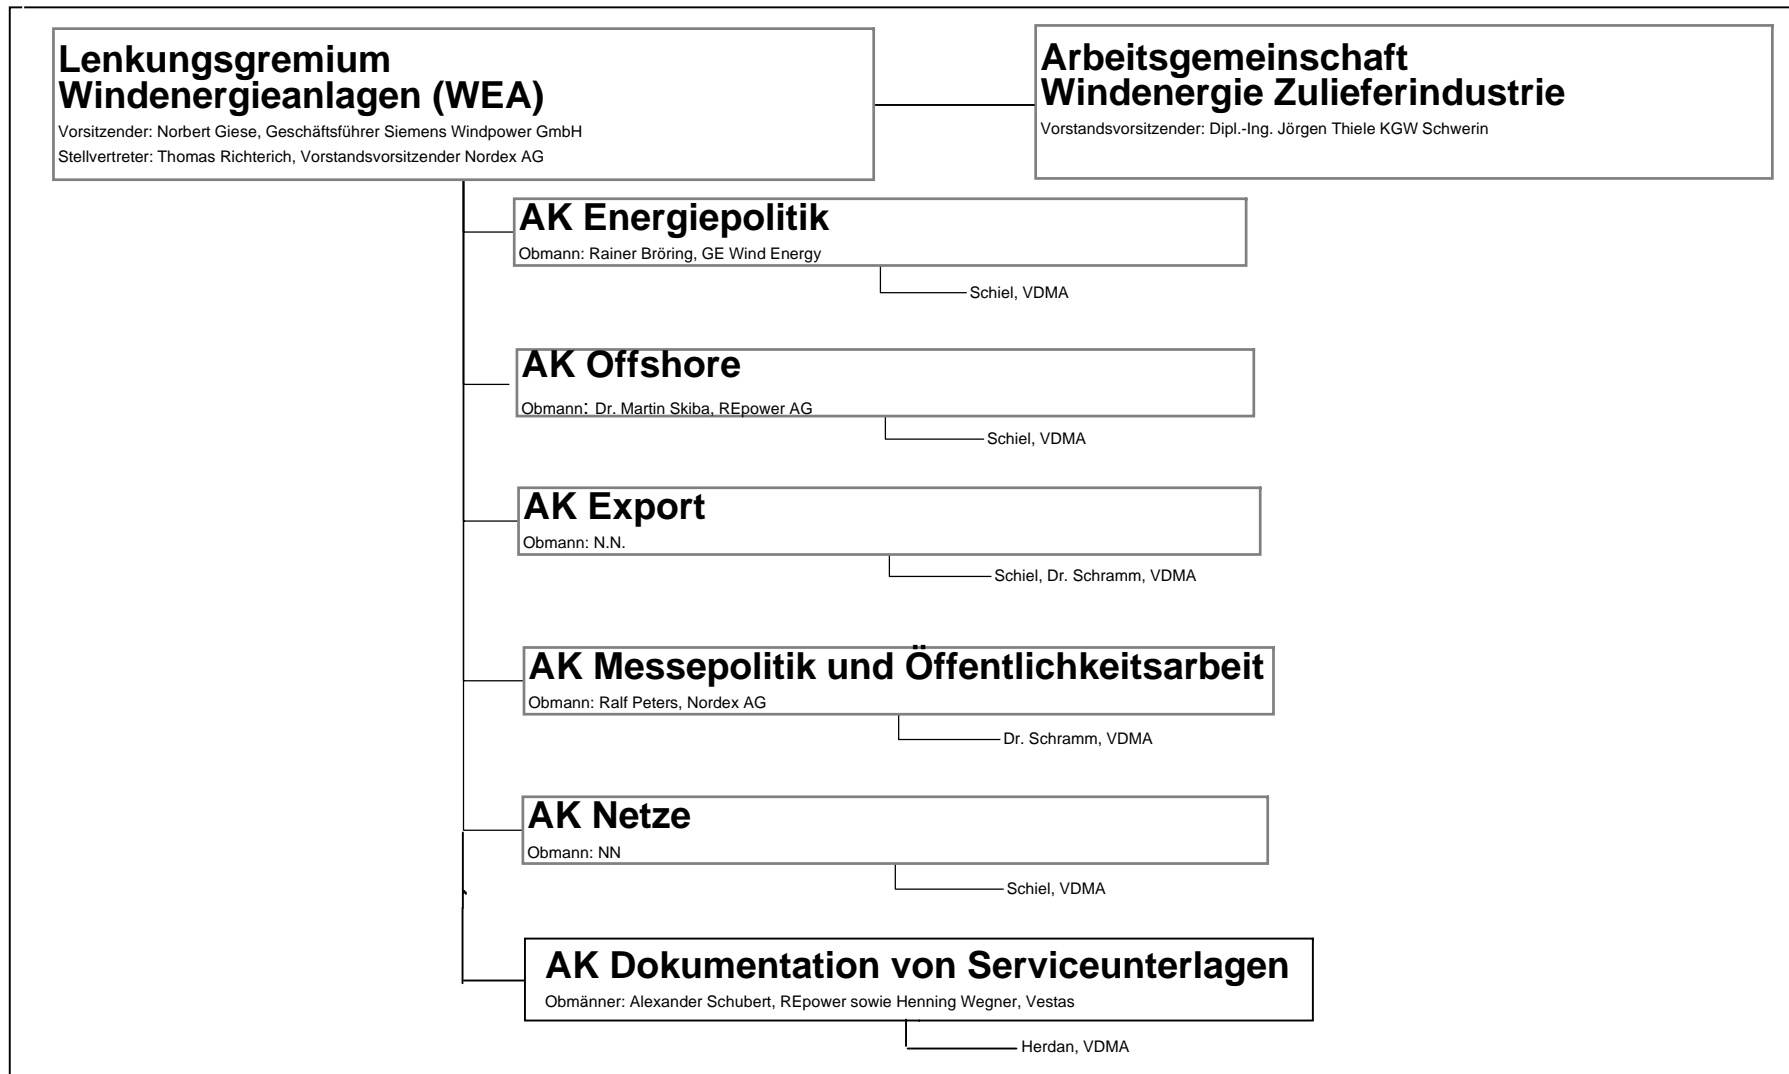 Lenkungsgremium
Windenergieanlagen (WEA)
Vorsitzender: Norbert Giese, Geschäftsführer Siemens Windpower GmbH
Stellvertreter: Thomas Richterich, Vorstandsvorsitzender Nordex AG
Arbeitsgemeinschaft
Windenergie Zulieferindustrie
Vorstandsvorsitzender: Dipl.-Ing. Jörgen Thiele KGW Schwerin
AK Energiepolitik
Obmann: Rainer Bröring, GE Wind Energy
Schiel, VDMA
AK Offshore
Obmann: Dr. Martin Skiba, REpower AG
Schiel, VDMA
AK Export
Obmann: N.N.
Schiel, Dr. Schramm, VDMA
AK Messepolitik und Öffentlichkeitsarbeit
Obmann: Ralf Peters, Nordex AG
Dr. Schramm, VDMA
AK Netze
Obmann: NN
Schiel, VDMA
AK Dokumentation von Serviceunterlagen
Obmänner: Alexander Schubert, REpower sowie Henning Wegner, Vestas
Herdan, VDMA